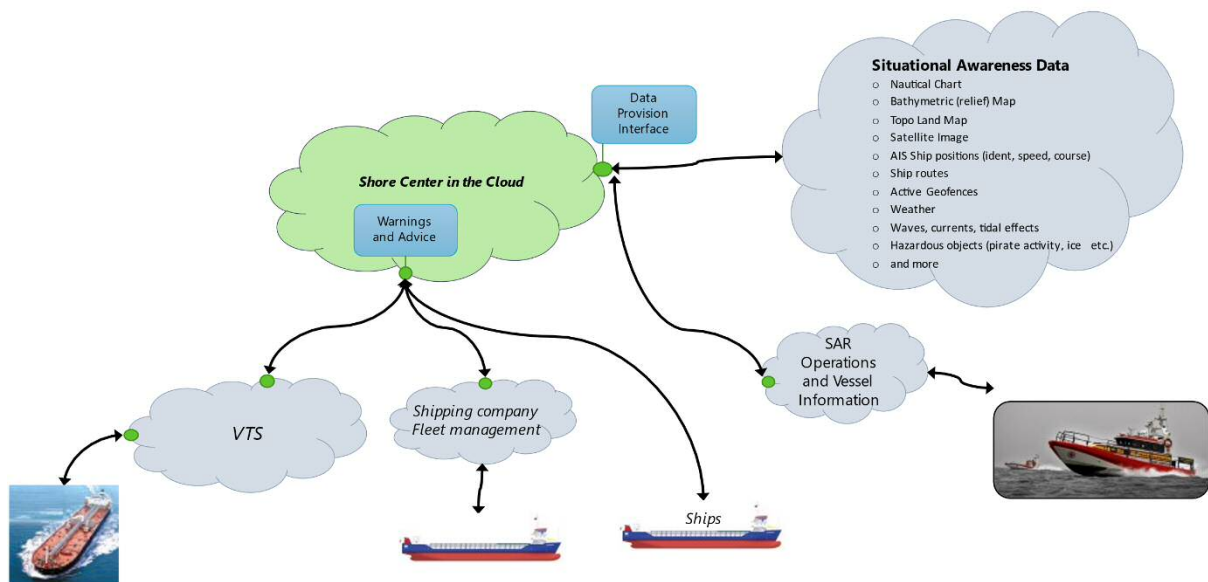 Situational Awareness Data
o Nautical Chart
o Bathymetric (relief) Map
o Topo Land Map
o Satellite Image
o AIS Ship positions (ident, speed, course)
o Ship routes
o Active Geofences
o Weather
o Waves, currents, tidal effects
o Hazardous objects (pirate activity, ice etc.)
o and more
Data
Provision
Interface
Shore Center in the Cloud
Warnings
and Advice
SAR
Operations
and Vessel
Information
VTS
Shipping company
Fleet management
Ships